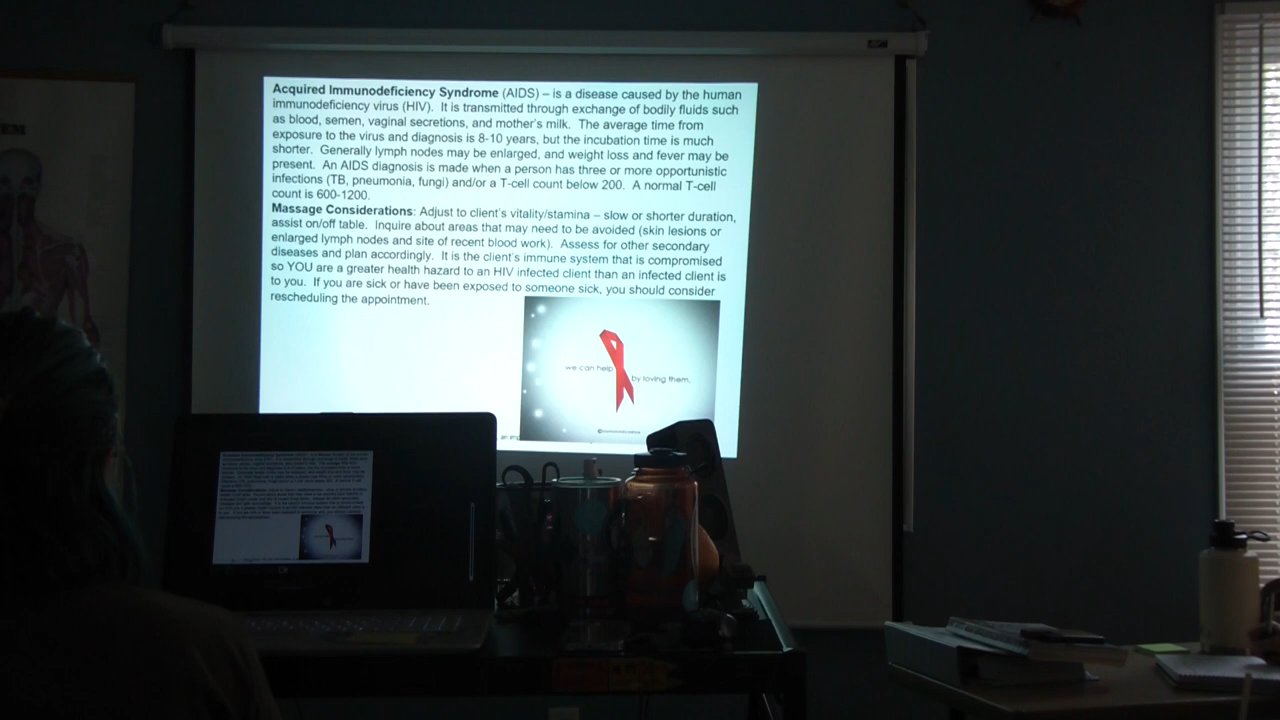 Acquired Immunodeficiency Syndrome (AIDS) – is a disease caused by the human
immunodeficiency virus (HIV). It is transmitted through exchange of bodily fluids such
as blood, semen, vaginal secretions, and mother's milk. The average time from
exposure to the virus and diagnosis is 8-10 years, but the incubation time is much
shorter. Generally lymph nodes may be enlarged, and weight loss and fever may be
present. An AIDS diagnosis is made when a person has three or more opportunistic
infections (TB, pneumonia, fungi) and/or a T-cell count below 200. A normal T-cell
count is 600-1200.
Massage Considerations: Adjust to client's vitality/stamina – slow or shorter duration,
assist on/off table. Inquire about areas that may need to be avoided (skin lesions or
enlarged lymph nodes and site of recent blood work). Assess for other secondary
diseases and plan accordingly. It is the client's immune system that is compromised
so YOU are a greater health hazard to an HIV infected client than an infected client is
to you. If you are sick or have been exposed to someone sick, you should consider
rescheduling the appointment.
we can help by loving them.